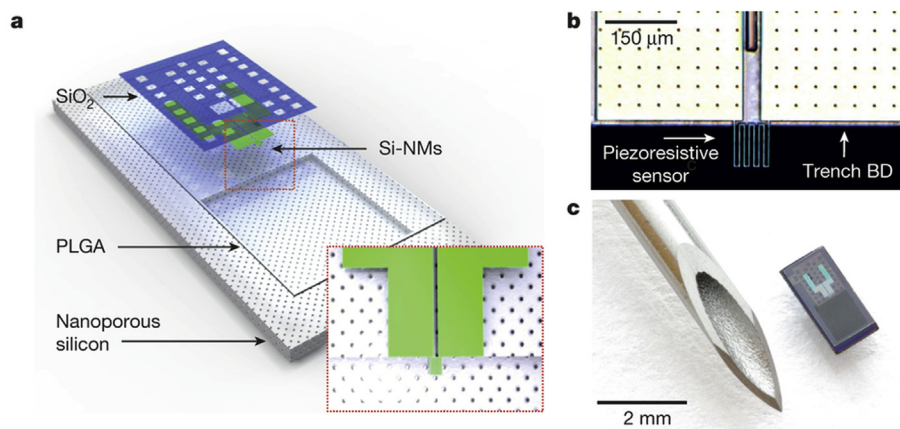 a
SiO2
Si-NMs
PLGA
Nanoporous
silicon
b
150 μm
Piezoresistive
sensor
Trench BD
c
2 mm